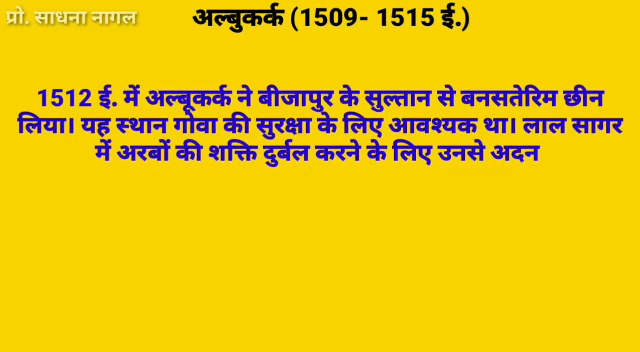 प्रो. साधना नागल
अल्बुकर्क (1509- 1515 ई.)
1512 ई. में अल्बूकर्क ने बीजापुर के सुल्तान से बनसतेरिम छीन
लिया। यह स्थान गोवा की सुरक्षा के लिए आवश्यक था। लाल सागर
में अरबों की शक्ति दुर्बल करने के लिए उनसे अदन